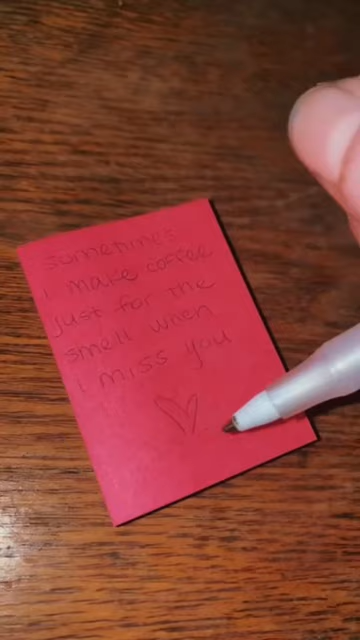 sometimes
i make coffee
just for the
smell when
i miss you